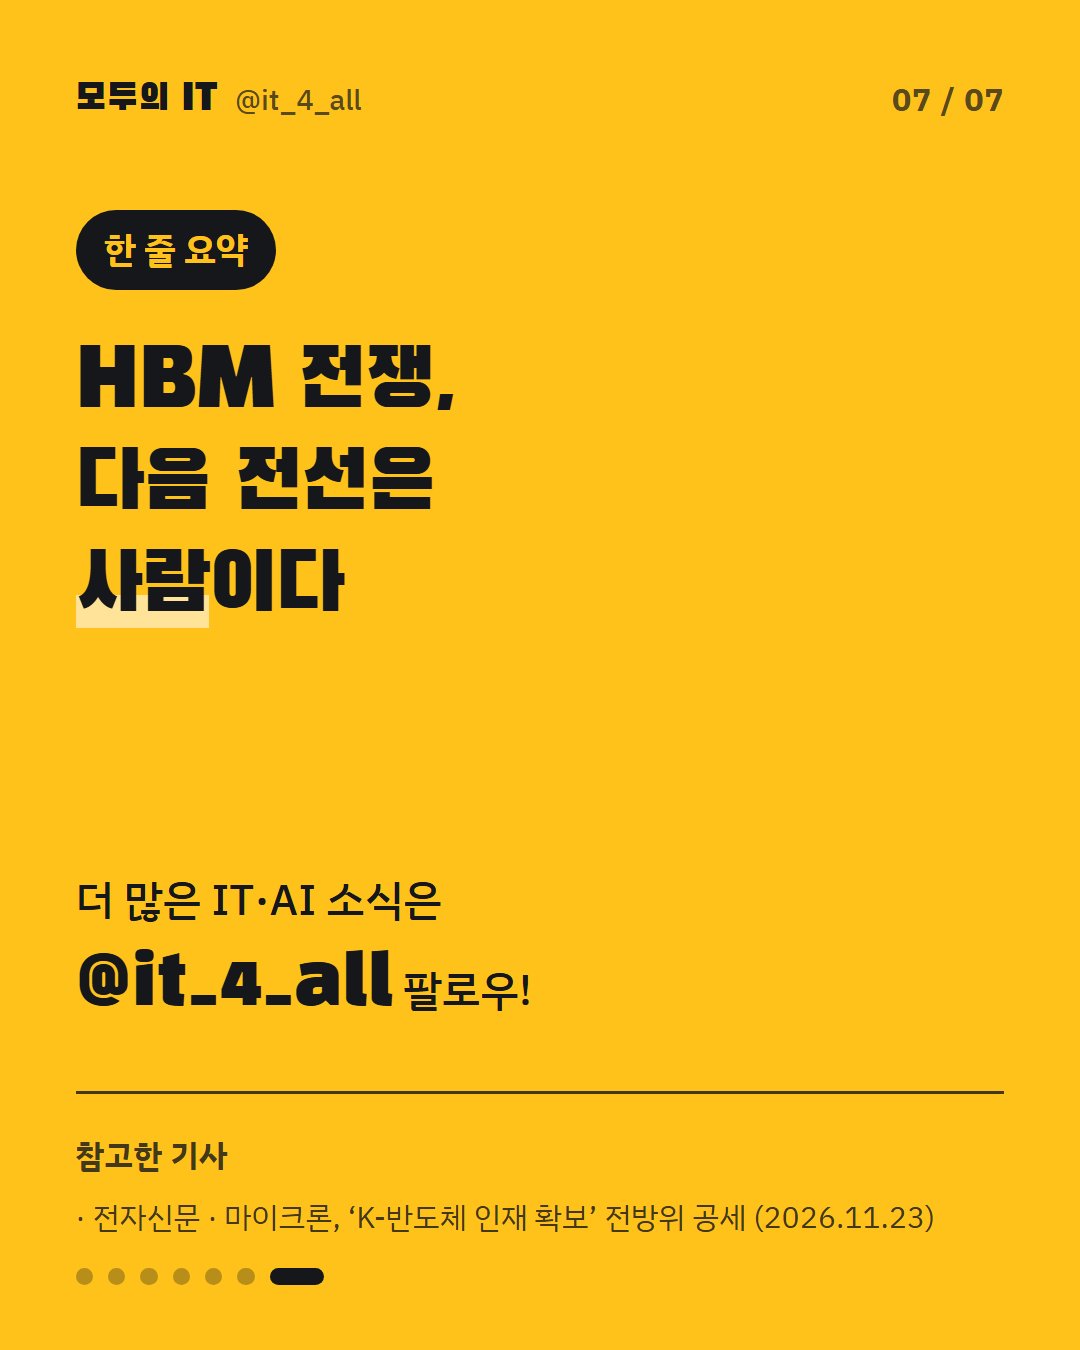 모두의 IT @it_4_all
07 / 07
한 줄 요약
HBM 전쟁,
다음 전선은
사람이다
더 많은 IT·AI 소식은
@it_4_all 팔로우!
참고한 기사
· 전자신문 · 마이크론, ‘K-반도체 인재 확보’ 전방위 공세 (2026.11.23)